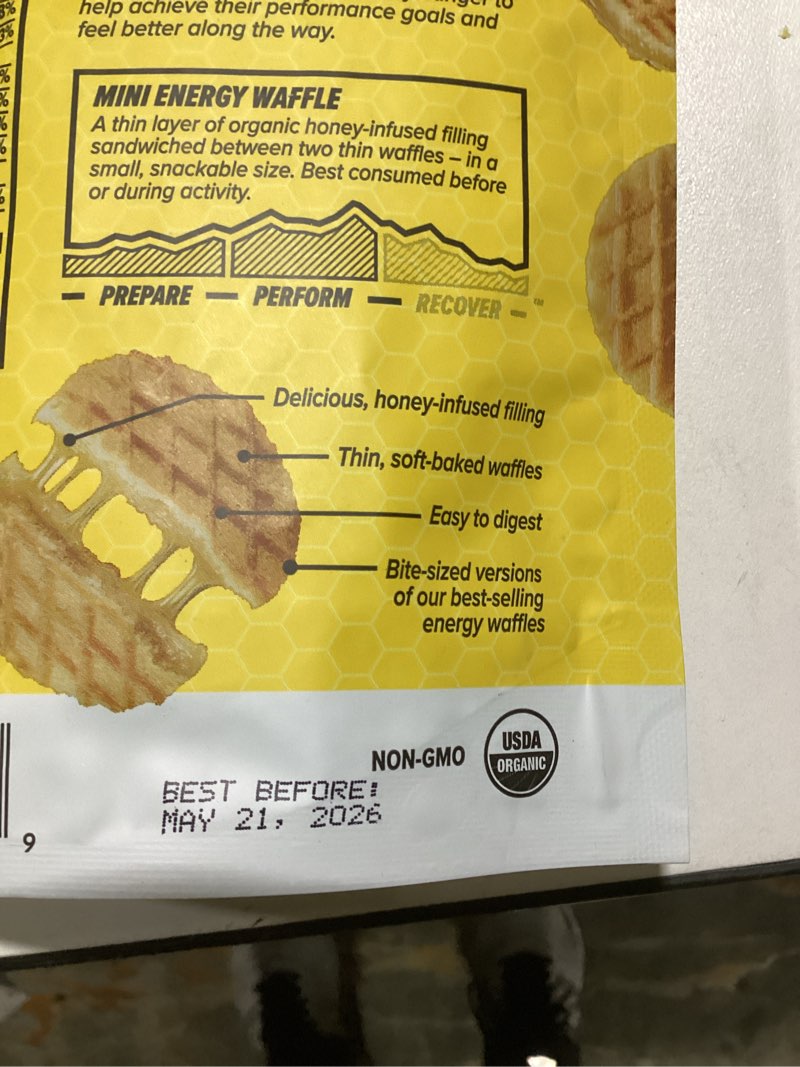 help achieve their performance goals and
feel better along the way.
MINI ENERGY WAFFLE
A thin layer of organic honey-infused filling
sandwiched between two thin waffles – in a
small, snackable size. Best consumed before
or during activity.
PREPARE — PERFORM — RECOVER — ™
Delicious, honey-infused filling
Thin, soft-baked waffles
Easy to digest
Bite-sized versions
of our best-selling
energy waffles
NON-GMO
USDA
ORGANIC
BEST BEFORE:
MAY 21, 2026
9